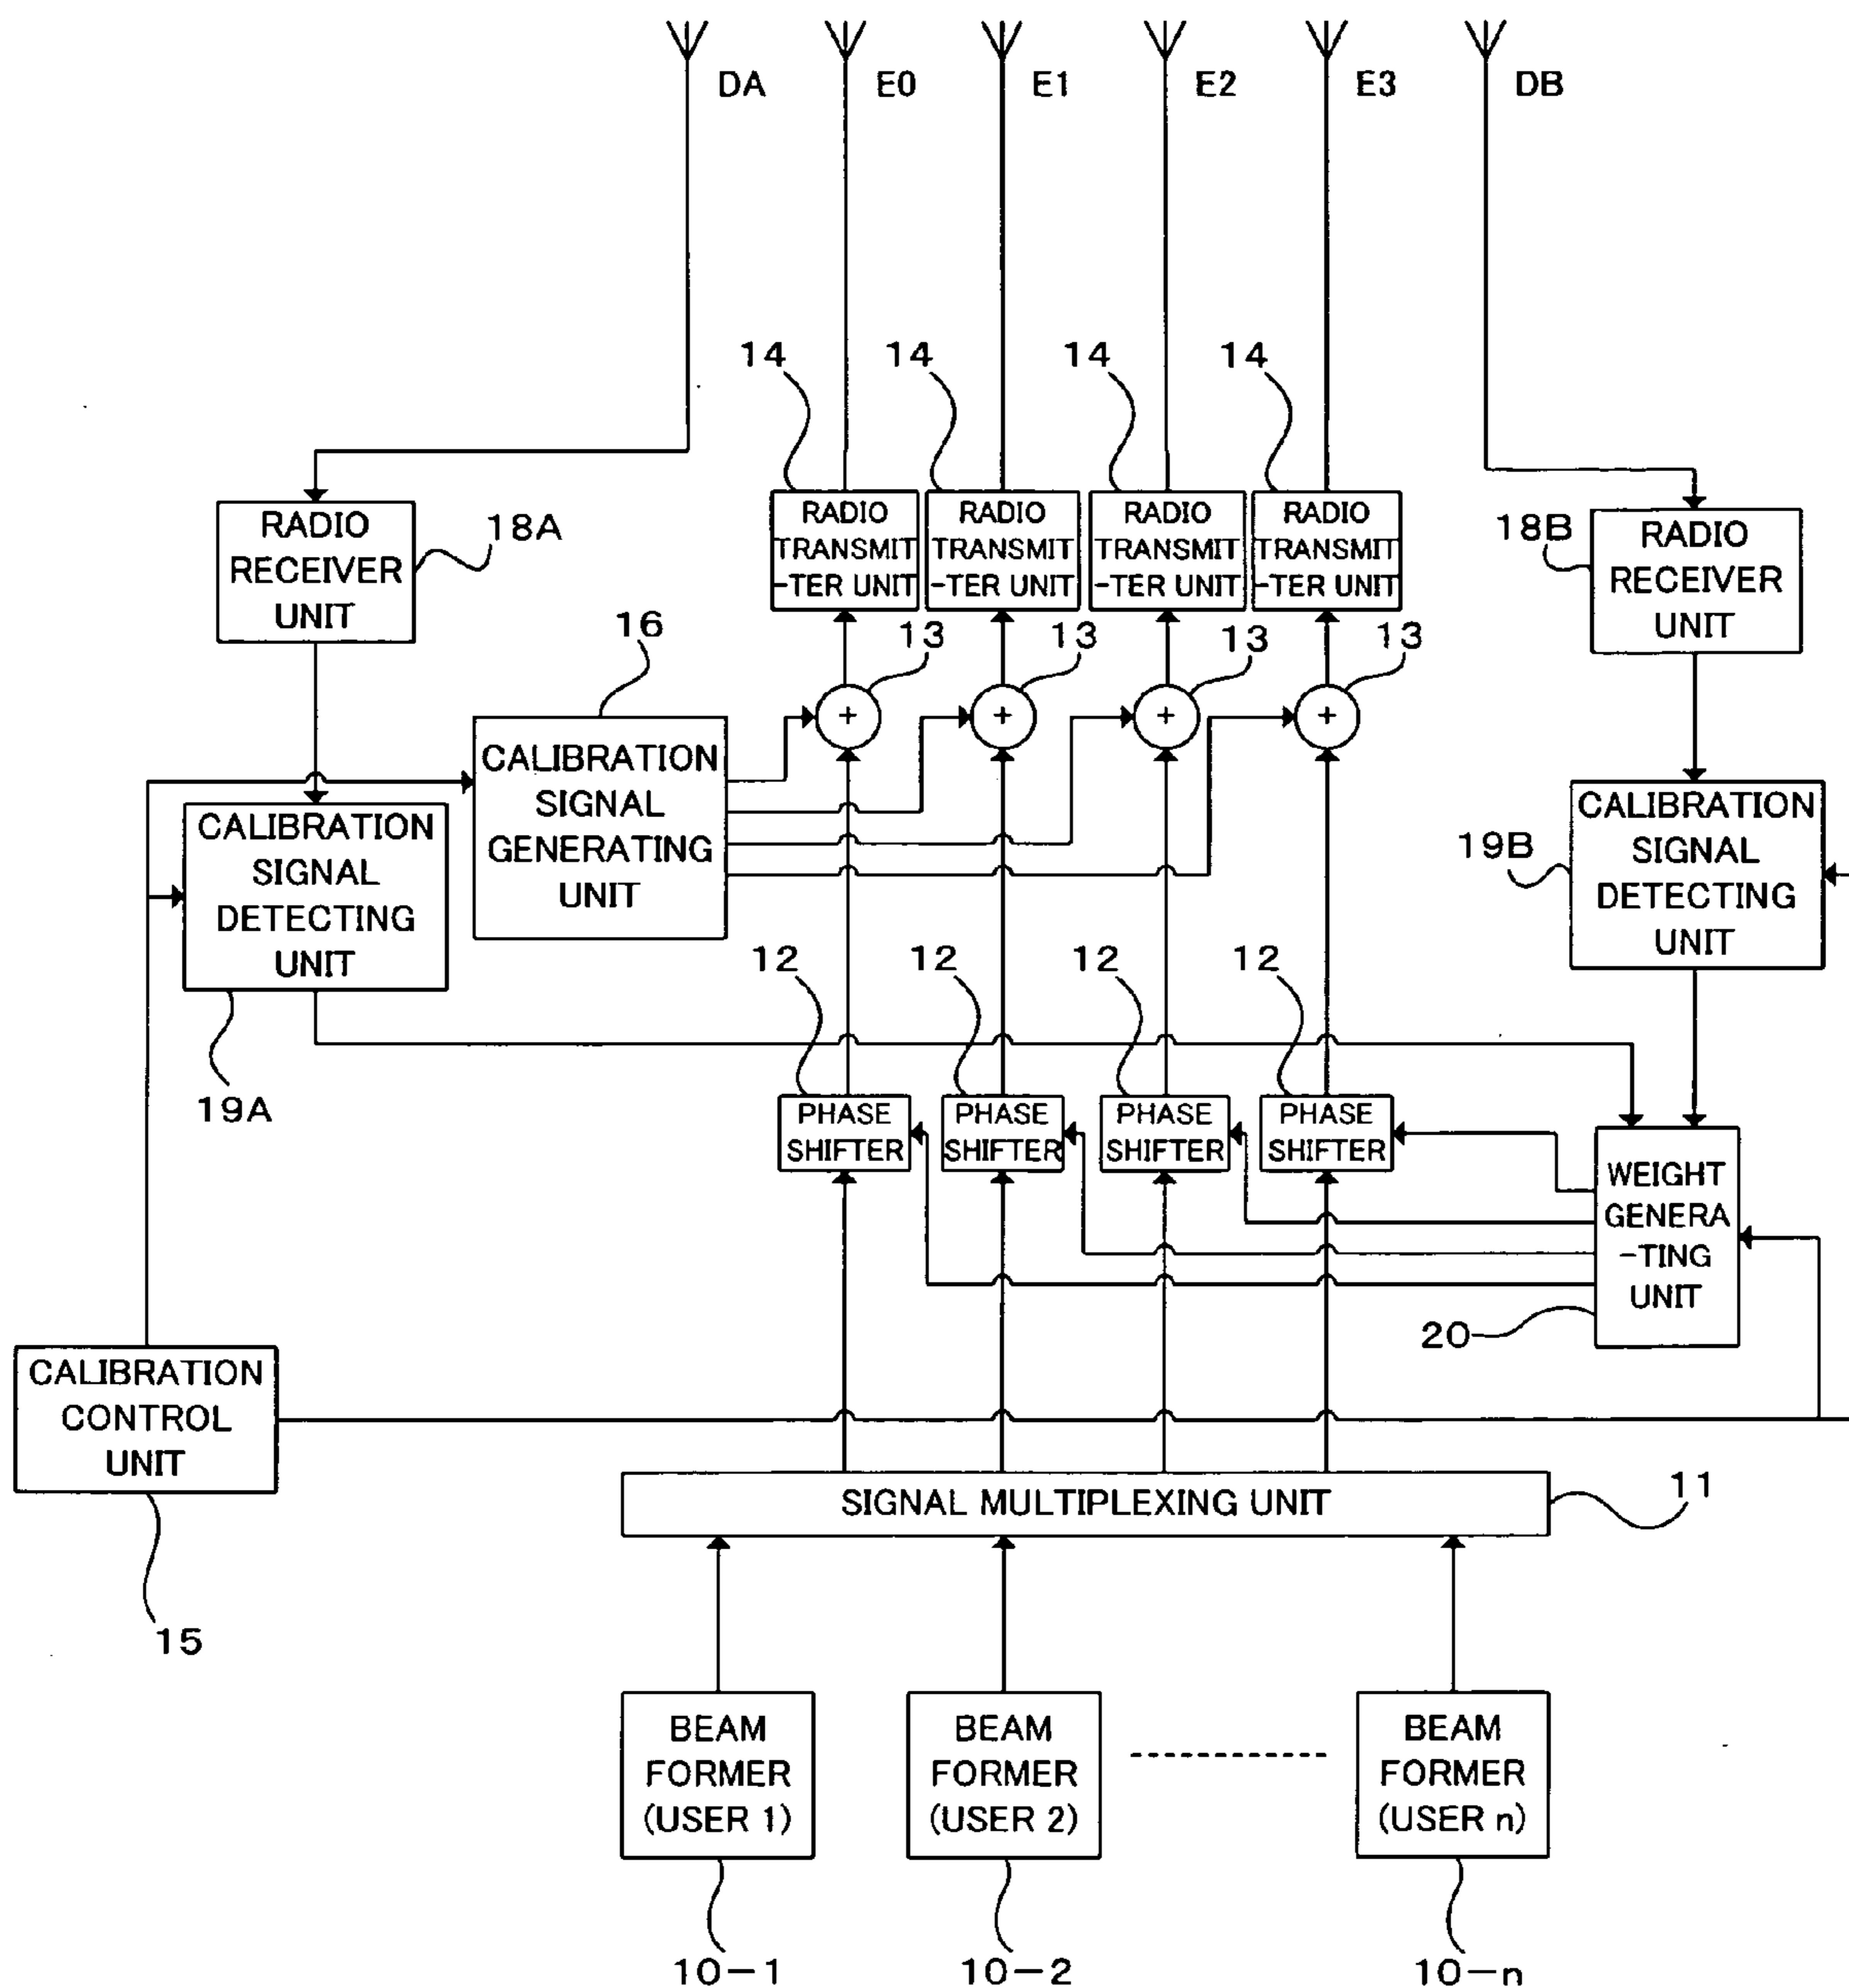 DA E0 E1 E2 E3 DB
14 14 14 14
RADIO
RECEIVER
UNIT
18A
RADIO
TRANSMIT
-TER UNIT
RADIO
TRANSMIT
-TER UNIT
RADIO
TRANSMIT
-TER UNIT
RADIO
TRANSMIT
-TER UNIT
18B
RADIO
RECEIVER
UNIT
16
13 13 13 13
+ + + +
CALIBRATION
SIGNAL
GENERATING
UNIT
CALIBRATION
SIGNAL
DETECTING
UNIT
19A
19B
CALIBRATION
SIGNAL
DETECTING
UNIT
12 12 12 12
PHASE
SHIFTER
PHASE
SHIFTER
PHASE
SHIFTER
PHASE
SHIFTER
WEIGHT
GENERA
-TING
UNIT
20
CALIBRATION
CONTROL
UNIT
15
SIGNAL MULTIPLEXING UNIT
11
BEAM
FORMER
(USER 1)
BEAM
FORMER
(USER 2)
BEAM
FORMER
(USER n)
10-1 10-2 10-n